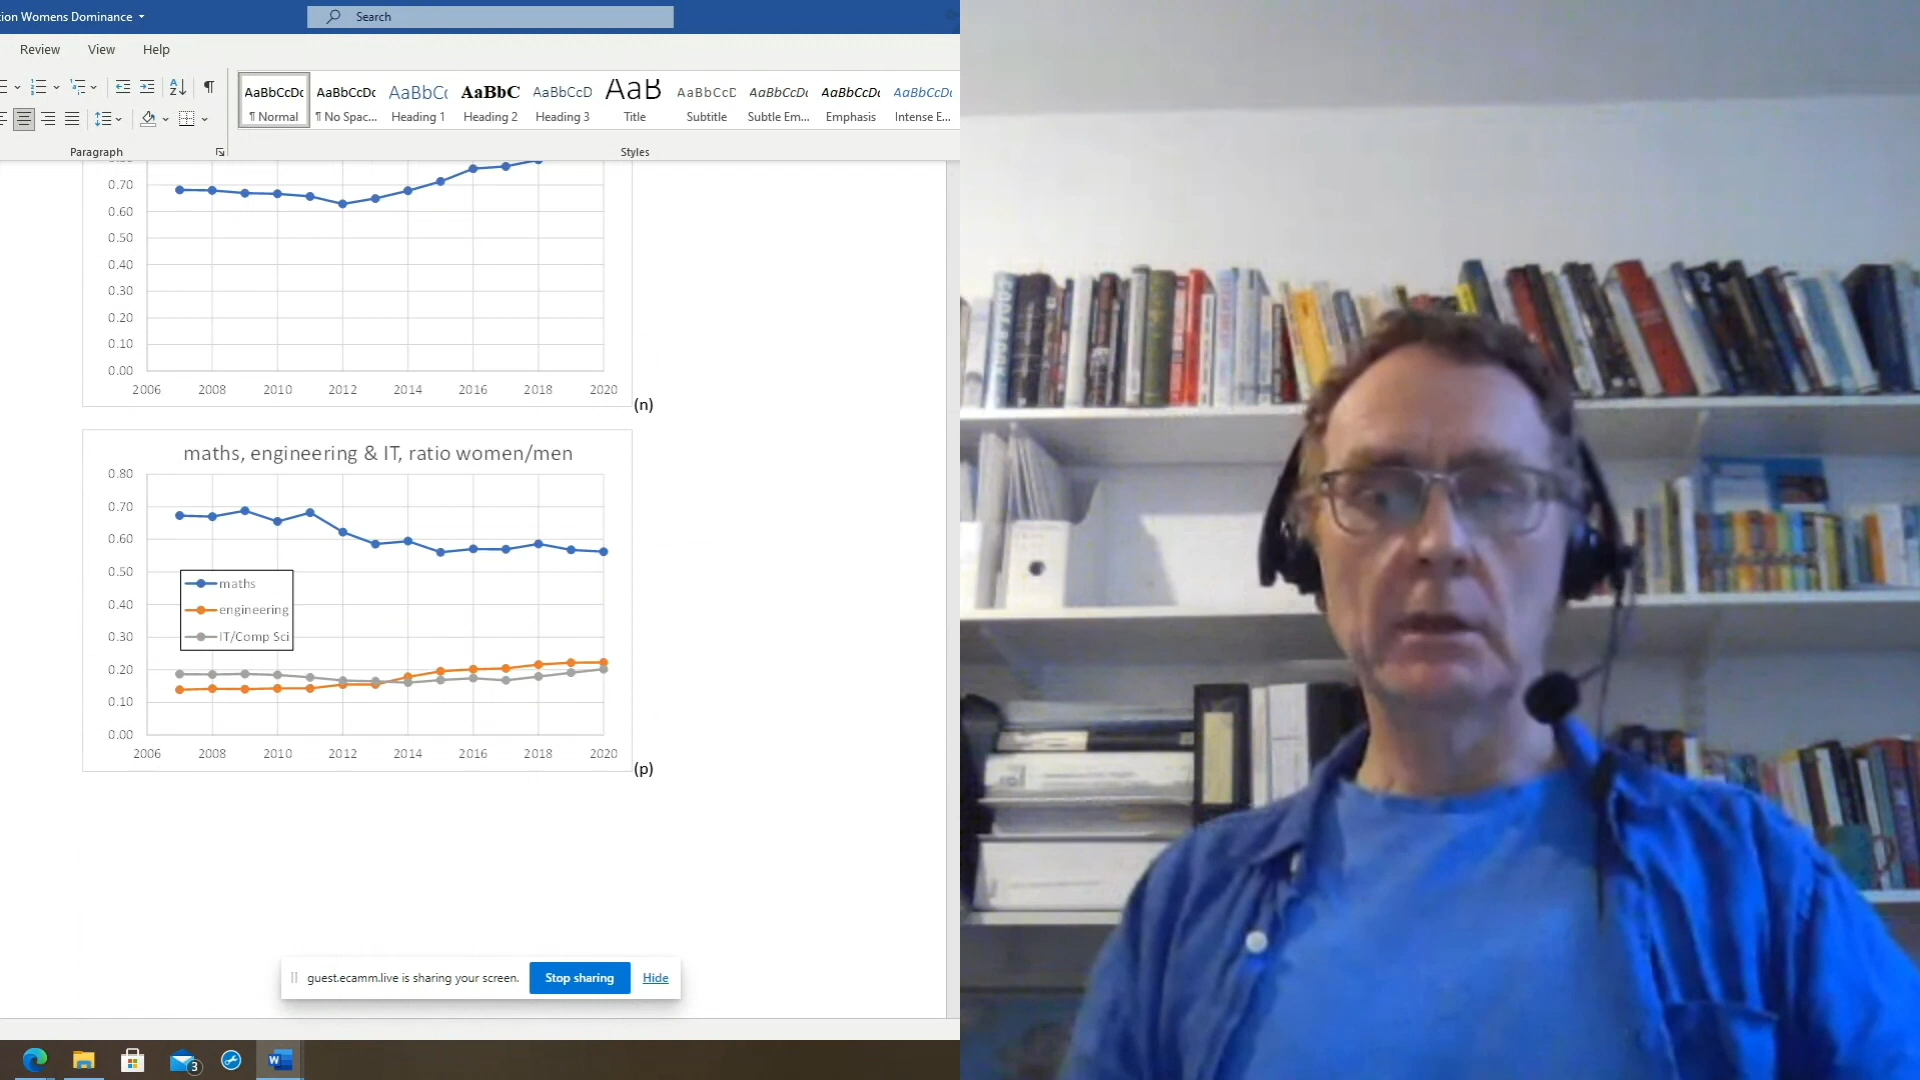 ion Womens Dominance
Search
Review View Help
AaBbCcDc AaBbCcDc AaBbCc AaBbC AaBbCcD AaB AaBbCcD AaBbCcDc AaBbCcDc AaBbCcDc
¶ Normal ¶ No Spac... Heading 1 Heading 2 Heading 3 Title Subtitle Subtle Em... Emphasis Intense E...
Paragraph Styles
0.70
0.60
0.50
0.40
0.30
0.20
0.10
0.00
2006 2008 2010 2012 2014 2016 2018 2020
(n)
maths, engineering & IT, ratio women/men
0.80
0.70
0.60
0.50
maths
0.40
engineering
0.30
IT/Comp Sci
0.20
0.10
0.00
2006 2008 2010 2012 2014 2016 2018 2020
(p)
guest.ecamm.live is sharing your screen. Stop sharing Hide
3
W